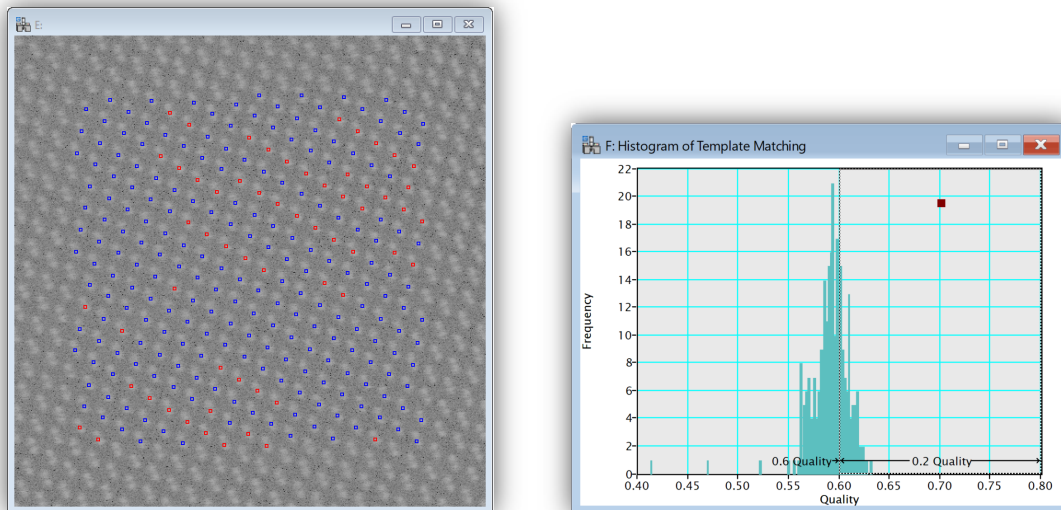 E:
F: Histogram of Template Matching
22
20
18
16
14
12
10
8
6
4
2
0
Frequency
0.6 Quality
0.2 Quality
0.40 0.45 0.50 0.55 0.60 0.65 0.70 0.75 0.80
Quality